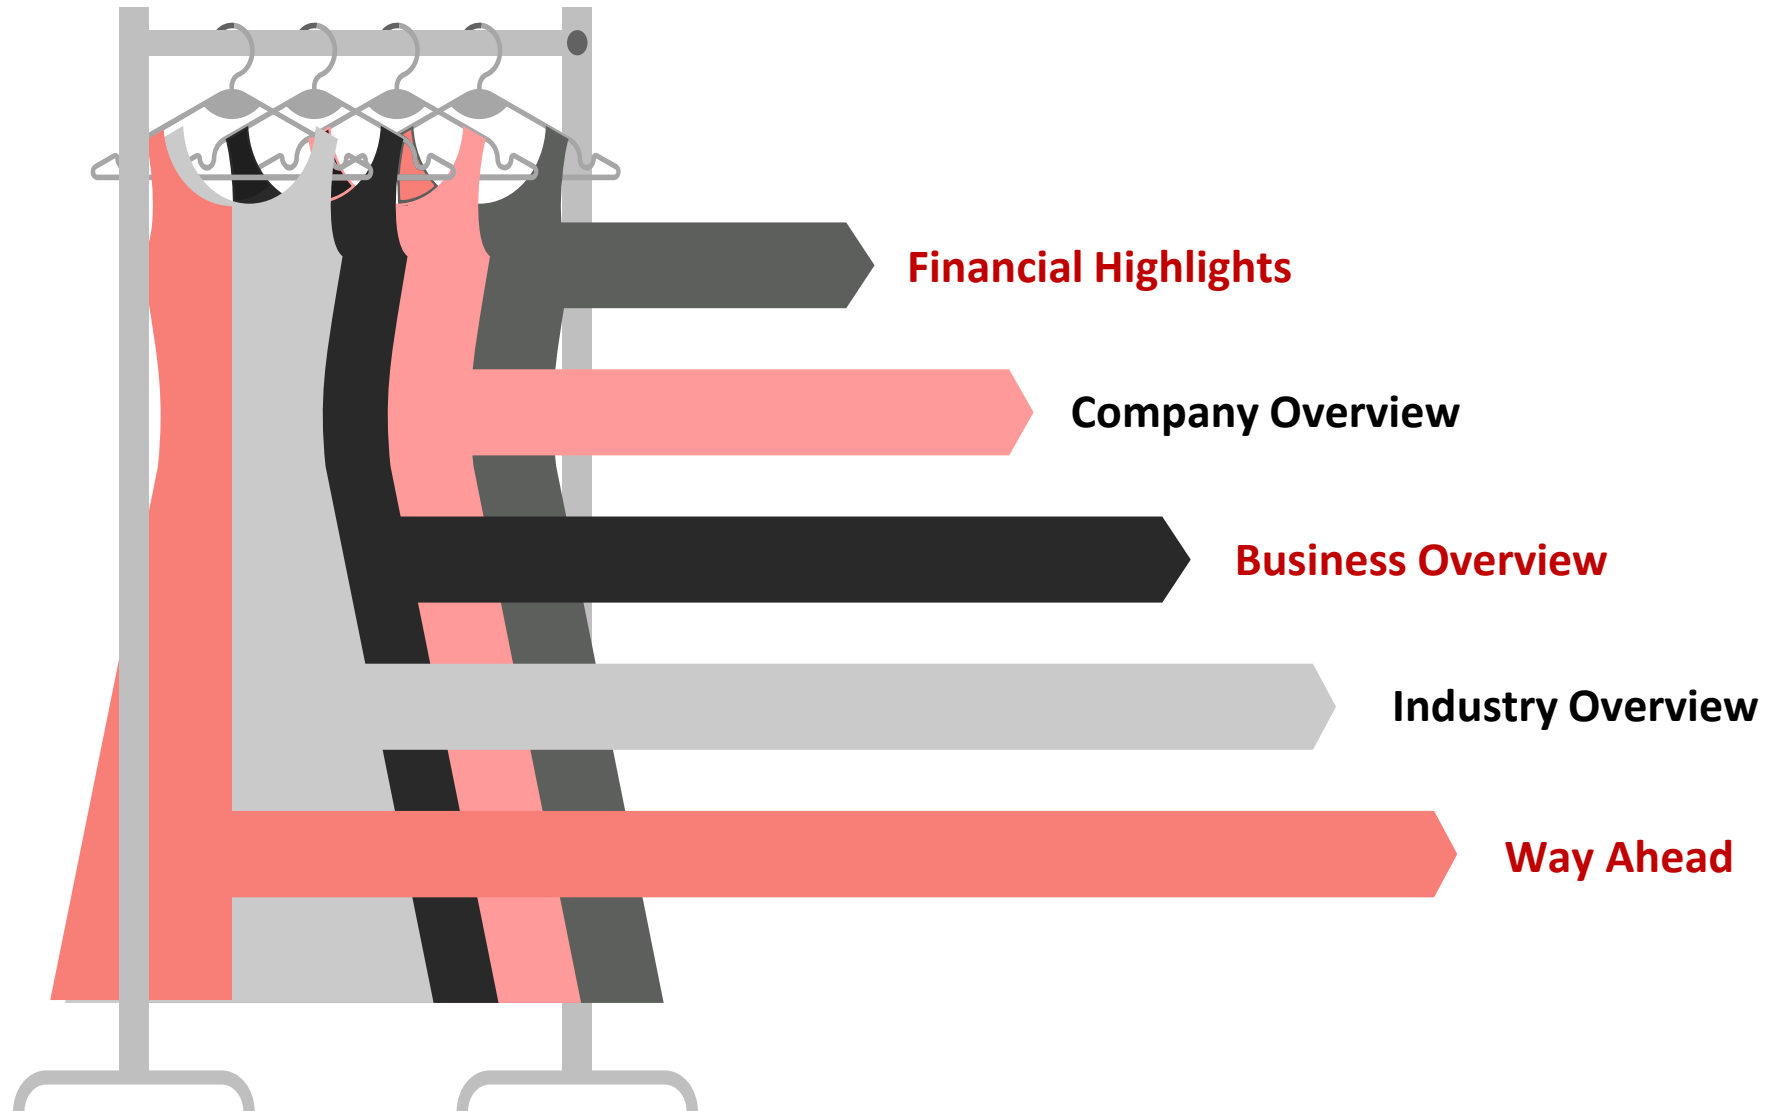 Financial Highlights
Company Overview
Business Overview
Industry Overview
Way Ahead